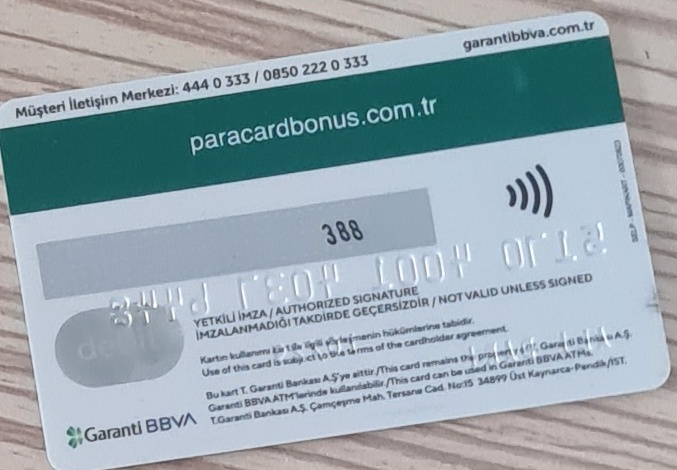 garantibbva.com.tr
Müşteri İletişim Merkezi: 444 0 333 / 0850 222 0 333
paracardbonus.com.tr
388
YETKİLİ İMZA / AUTHORIZED SIGNATURE
İMZALANMADIĞI TAKDİRDE GEÇERSİZDİR / NOT VALID UNLESS SIGNED
debit
Kartın kullanımı ile ilgili hükümlerine tabidir.
Use of this card is subject to the terms of the cardholder agreement.
Bu kart T. Garanti Bankası A.Ş'ye aittir./This card remains the of T. Garanti Bankası A.Ş.
Garanti BBVA ATM'lerinde kullanılabilir./This card can be used in Garanti BBVA ATMs.
T.Garanti Bankası A.Ş. Çamçeşme Mah. Tersane Cad. No:15 34899 Üst Kaynarca-Pendik/İST.
Garanti BBVA